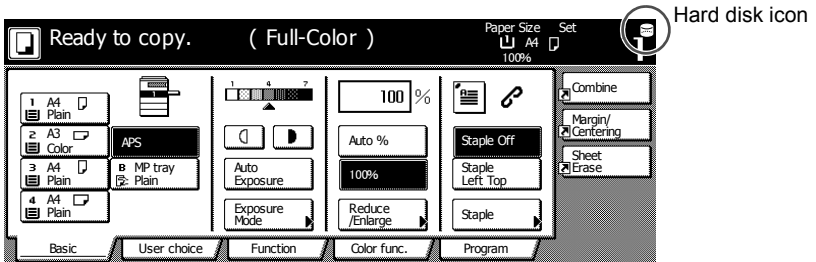 Hard disk icon
Ready to copy. ( Full-Color )
Paper Size Set
A4 1
100%
1 A4
Plain
2 A3
Color
3 A4
Plain
4 A4
Plain
APS
B MP tray
Plain
1 4 7
Auto
Exposure
Exposure
Mode
100 %
Auto %
100%
Reduce
/Enlarge
Staple Off
Staple
Left Top
Staple
Combine
Margin/
Centering
Sheet
Erase
Basic User choice Function Color func. Program